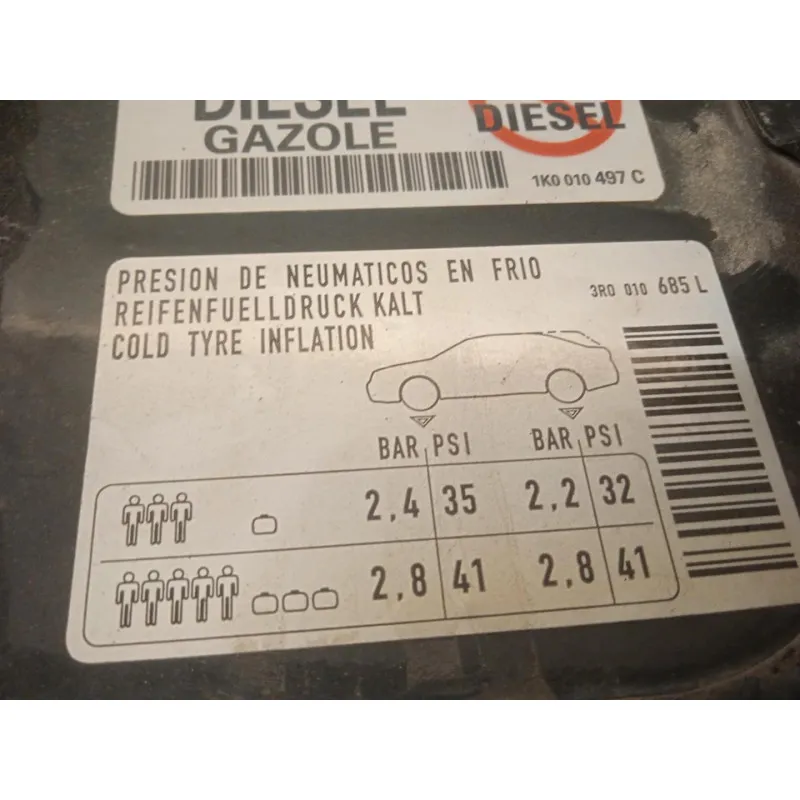 DIESEL
GAZOLE
DIESEL
1K0 010 497 C
PRESION DE NEUMATICOS EN FRIO
REIFENFUELLDRUCK KALT
COLD TYRE INFLATION
3R0 010 685 L
BAR PSI BAR PSI
2,4 35 2,2 32
2,8 41 2,8 41